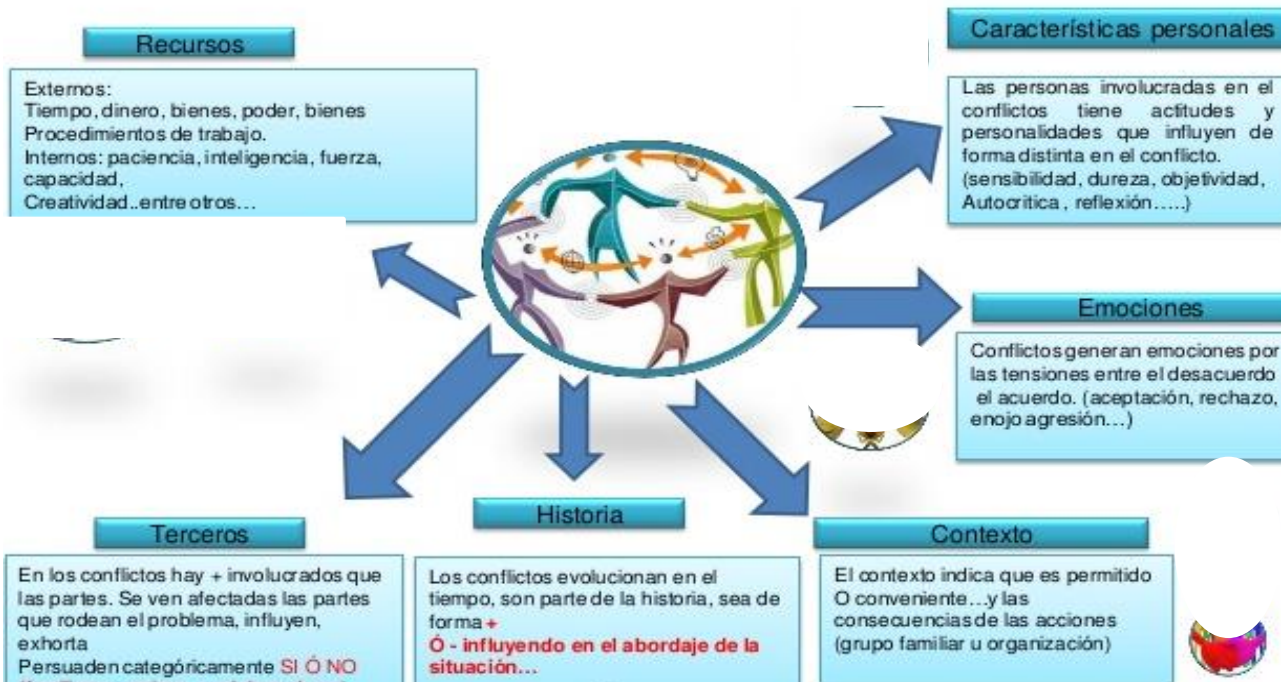 Recursos
Externos:
Tiempo, dinero, bienes, poder, bienes
Procedimientos de trabajo.
Internos: paciencia, inteligencia, fuerza,
capacidad,
Creatividad..entre otros…
Características personales
Las personas involucradas en el
conflictos tiene actitudes y
personalidades que influyen de
forma distinta en el conflicto.
(sensibilidad, dureza, objetividad,
Autocritica , reflexión.....)
Emociones
Conflictos generan emociones por
las tensiones entre el desacuerdo
el acuerdo. (aceptación, rechazo,
enojo agresión…)
Terceros
En los conflictos hay + involucrados que
las partes. Se ven afectadas las partes
que rodean el problema, influyen,
exhorta
Persuaden categóricamente SI Ó NO
Historia
Los conflictos evolucionan en el
tiempo, son parte de la historia, sea de
forma +
Ó - influyendo en el abordaje de la
situación…
Contexto
El contexto indica que es permitido
O conveniente…y las
consecuencias de las acciones
(grupo familiar u organización)